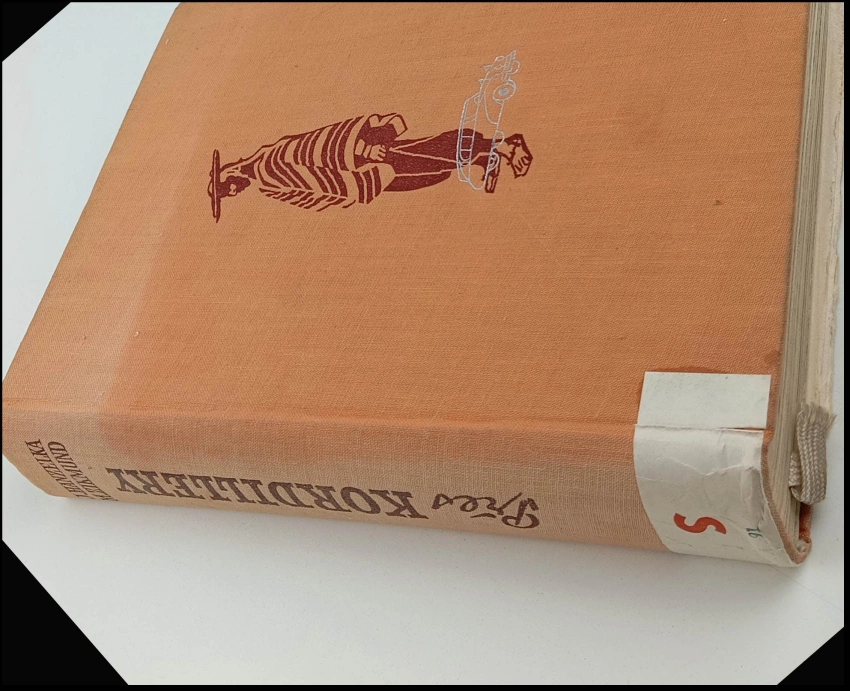 HANZELKA
ZIKMUND
Přes KORDILLERY
S